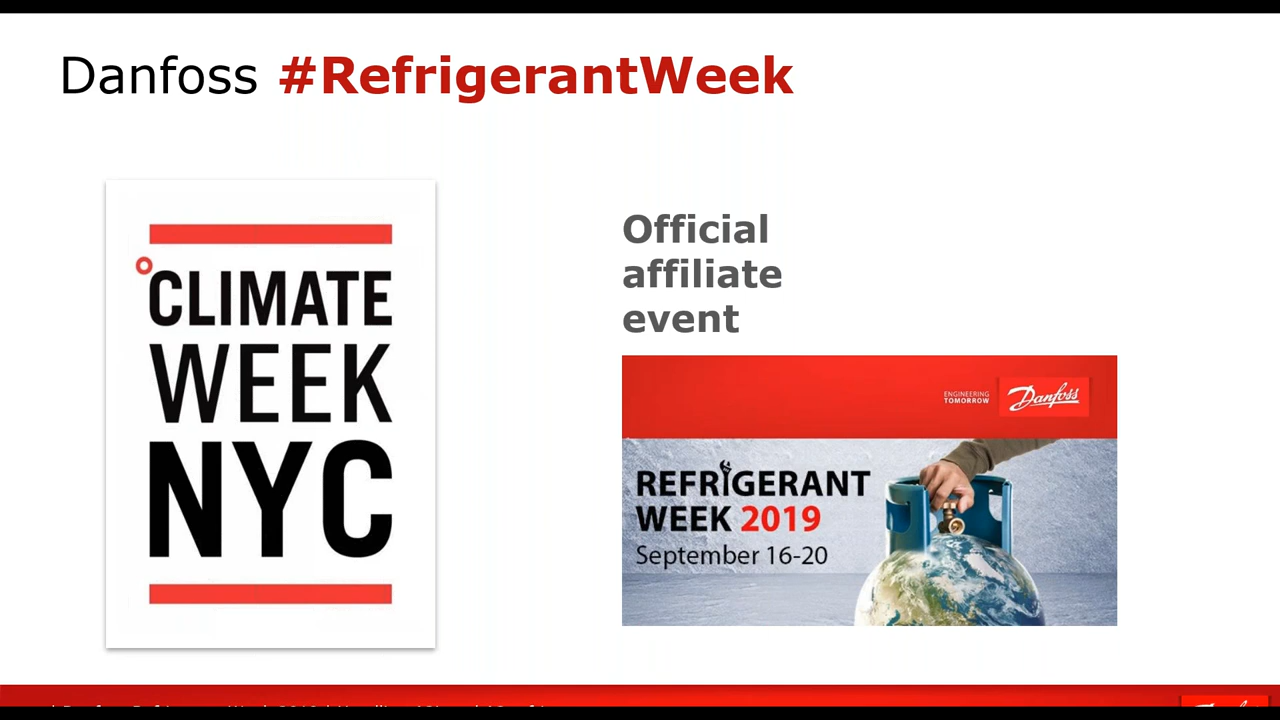 Danfoss #RefrigerantWeek
°CLIMATE
WEEK
NYC
Official
affiliate
event
ENGINEERING
TOMORROW
Danfoss
REFRIGERANT
WEEK 2019
September 16-20